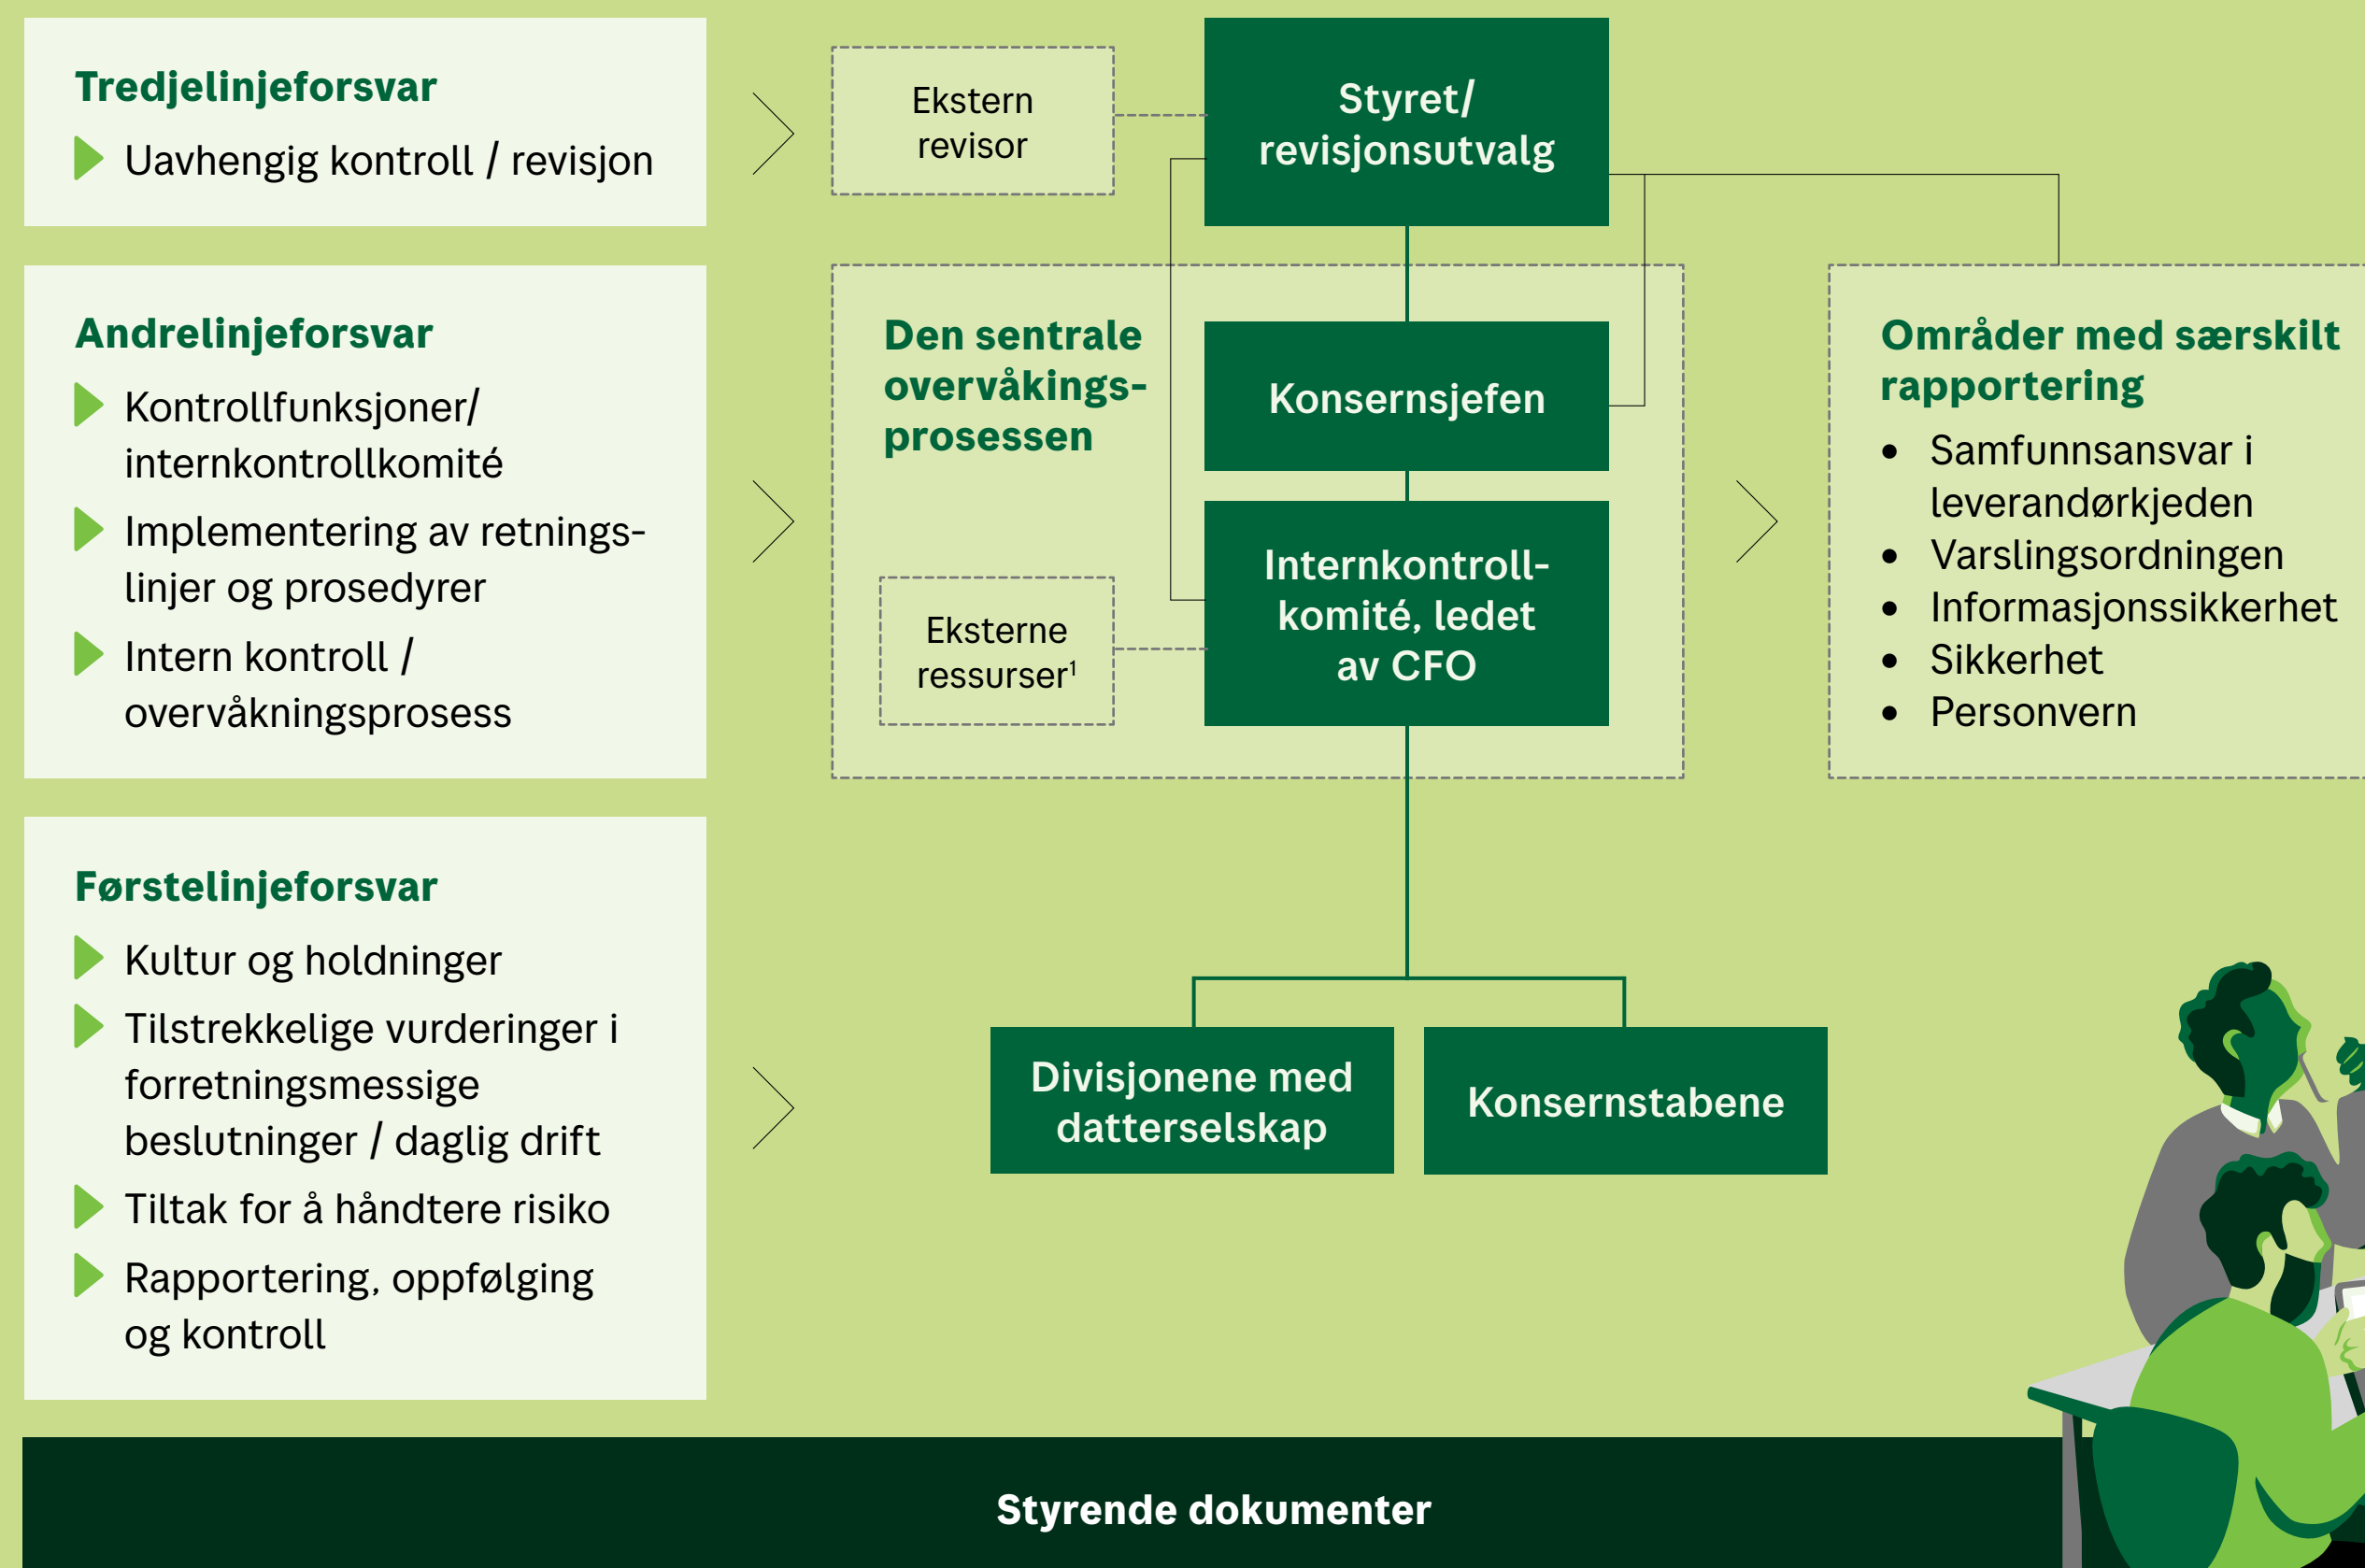 Tredjelinjeforsvar
Uavhengig kontroll / revisjon
Ekstern
revisor
Styret/
revisjonsutvalg
Andrelinjeforsvar
Kontrollfunksjoner/
internkontrollkomité
Implementering av retnings-
linjer og prosedyrer
Intern kontroll /
overvåkningsprosess
Den sentrale
overvåkings-
prosessen
Konsernsjefen
Eksterne
ressurser¹
Internkontroll-
komité, ledet
av CFO
Områder med særskilt
rapportering
• Samfunnsansvar i
leverandørkjeden
• Varslingsordningen
• Informasjonssikkerhet
• Sikkerhet
• Personvern
Førstelinjeforsvar
Kultur og holdninger
Tilstrekkelige vurderinger i
forretningsmessige
beslutninger / daglig drift
Tiltak for å håndtere risiko
Rapportering, oppfølging
og kontroll
Divisjonene med
datterselskap
Konsernstabene
Styrende dokumenter